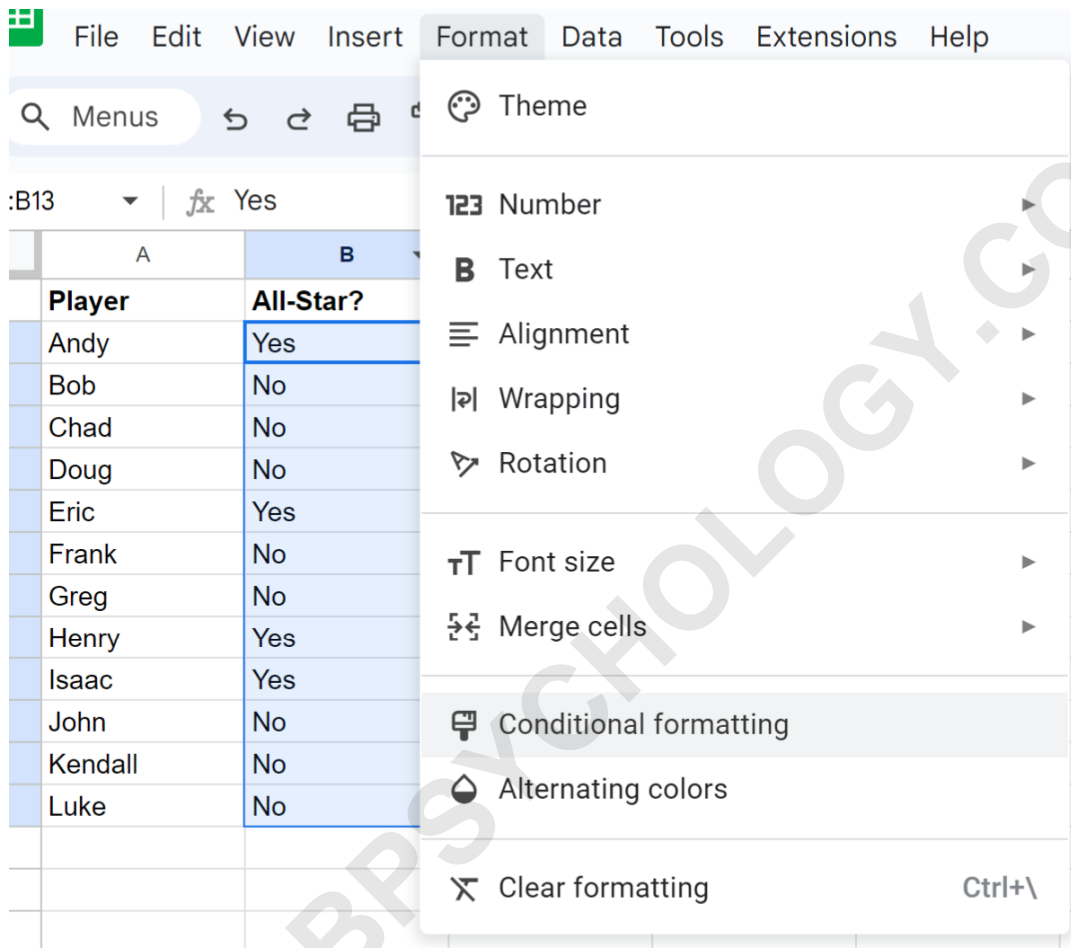 File Edit View Insert Format Data Tools Extensions Help
Menus
Theme
:B13 fx Yes
123 Number
A B
B Text
Player All-Star?
Andy Yes
Alignment
Bob No
Wrapping
Chad No
Doug No
Rotation
Eric Yes
Frank No
Font size
Greg No
Henry Yes
Merge cells
Isaac Yes
John No
Conditional formatting
Kendall No
Alternating colors
Luke No
Clear formatting Ctrl+\
BPSYCHOLOGY.CO